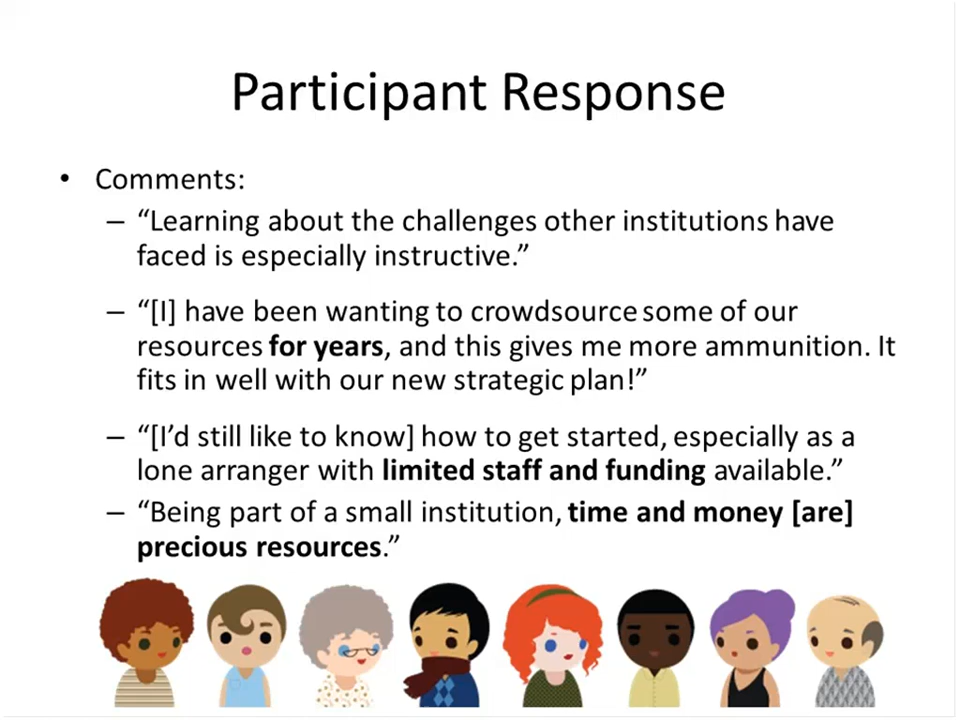 Participant Response
• Comments:
– “Learning about the challenges other institutions have
faced is especially instructive.”
– “[I] have been wanting to crowdsource some of our
resources for years, and this gives me more ammunition. It
fits in well with our new strategic plan!”
– “[I’d still like to know] how to get started, especially as a
lone arranger with limited staff and funding available.”
– “Being part of a small institution, time and money [are]
precious resources.”